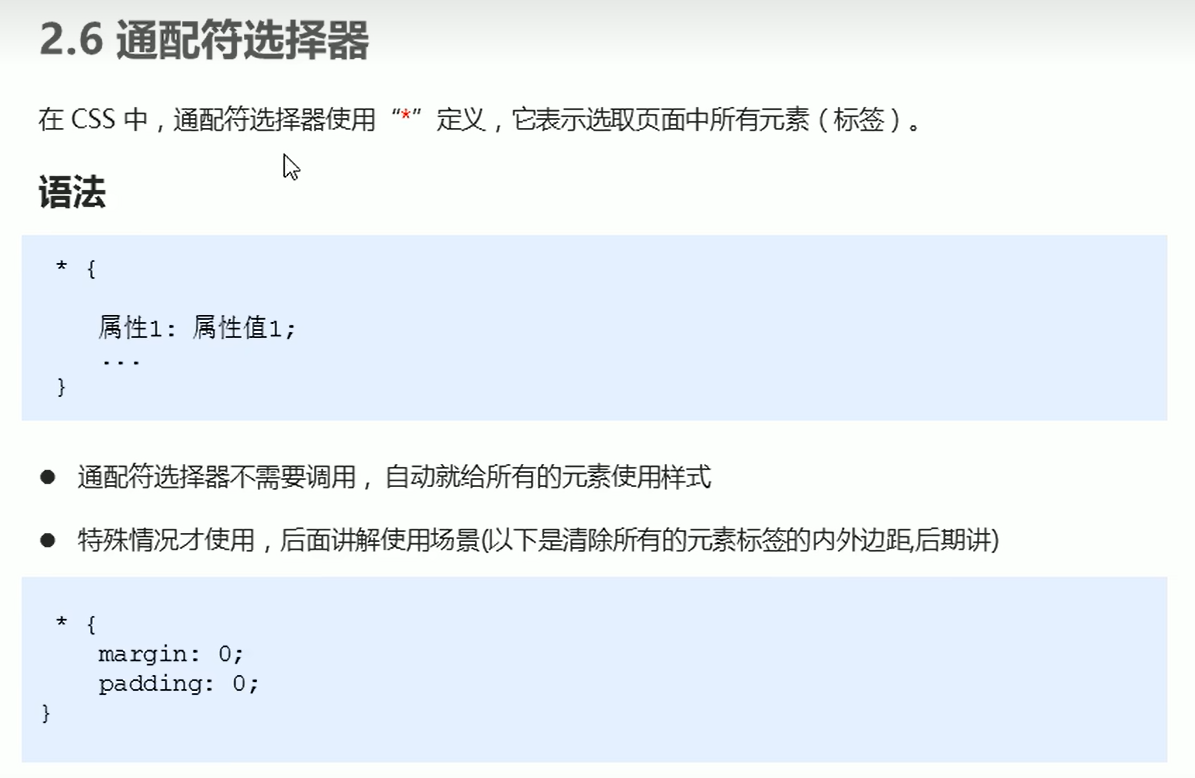 2.6 通配符选择器
在 CSS 中，通配符选择器使用“*”定义，它表示选取页面中所有元素（标签）。
语法
* {
属性1: 属性值1;
...
}
● 通配符选择器不需要调用， 自动就给所有的元素使用样式
● 特殊情况才使用，后面讲解使用场景(以下是清除所有的元素标签的内外边距,后期讲)
* {
margin: 0;
padding: 0;
}